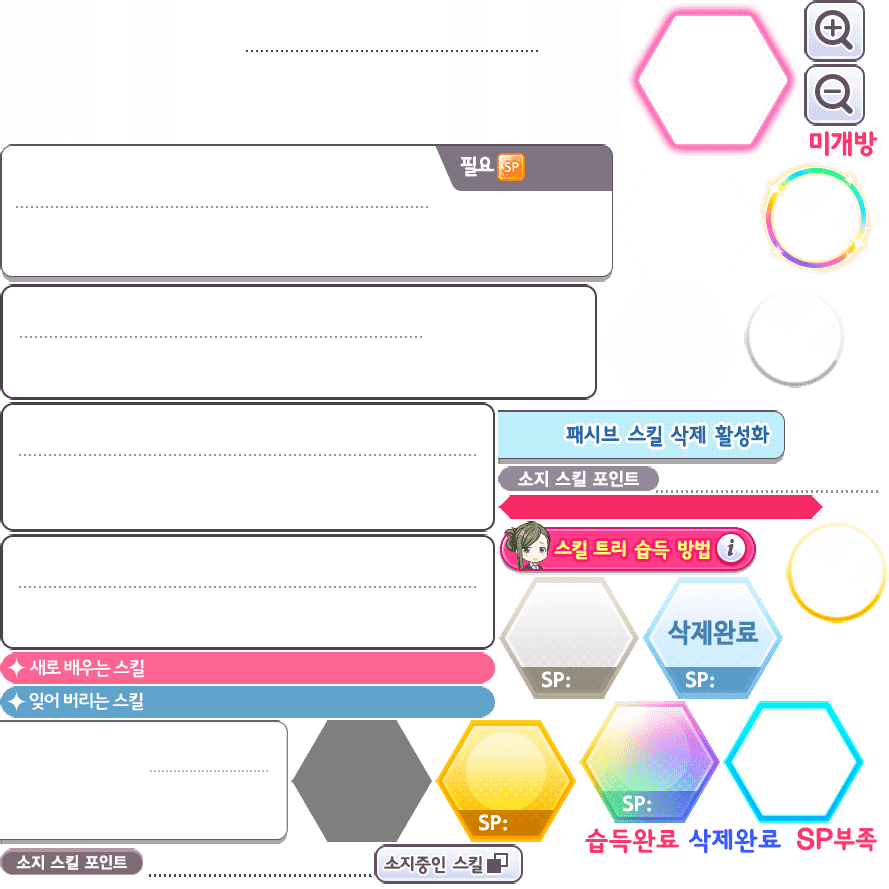 미개방
필요 SP
패시브 스킬 삭제 활성화
소지 스킬 포인트
스킬 트리 습득 방법 i
삭제완료
SP:
SP:
새로 배우는 스킬
잊어 버리는 스킬
SP:
SP:
습득완료 삭제완료 SP부족
소지 스킬 포인트
소지중인 스킬